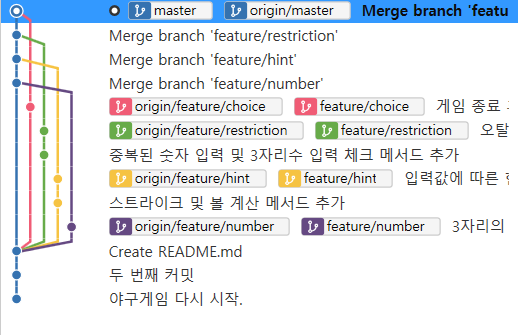 master origin/master Merge branch 'featu
Merge branch 'feature/restriction'
Merge branch 'feature/hint'
Merge branch 'feature/number'
origin/feature/choice feature/choice 게임 종료
origin/feature/restriction feature/restriction 오탈
중복된 숫자 입력 및 3자리수 입력 체크 메서드 추가
origin/feature/hint feature/hint 입력값에 따른
스트라이크 및 볼 계산 메서드 추가
origin/feature/number feature/number 3자리의
Create README.md
두 번째 커밋
야구게임 다시 시작.